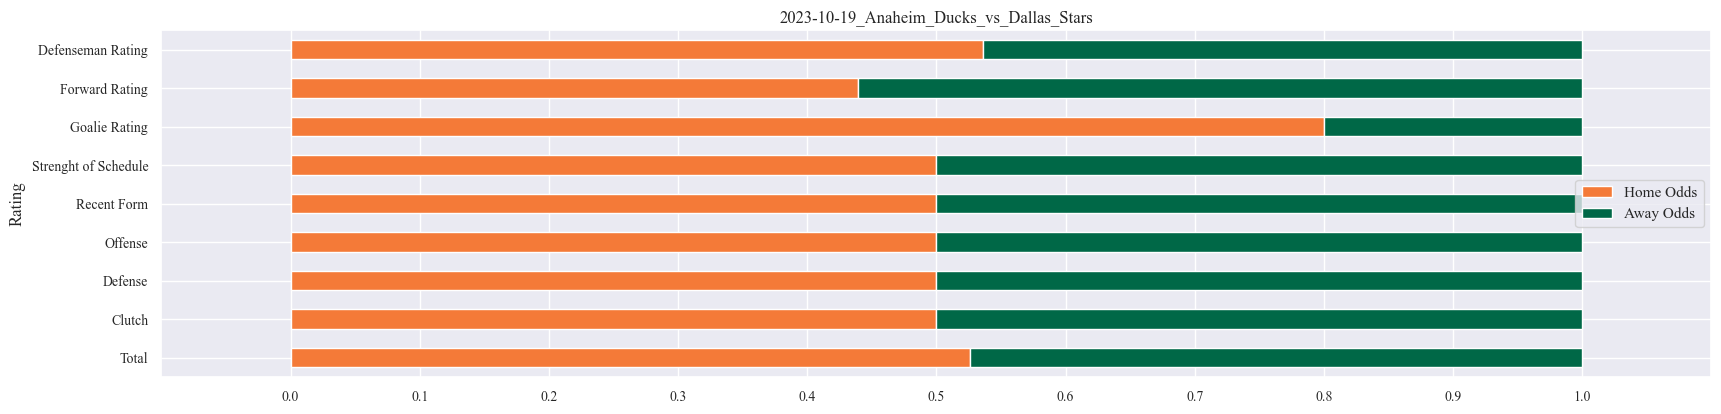 2023-10-19_Anaheim_Ducks_vs_Dallas_Stars
Defenseman Rating
Forward Rating
Goalie Rating
Strenght of Schedule
Recent Form
Offense
Defense
Clutch
Total
Rating
Home Odds
Away Odds
0.0 0.1 0.2 0.3 0.4 0.5 0.6 0.7 0.8 0.9 1.0